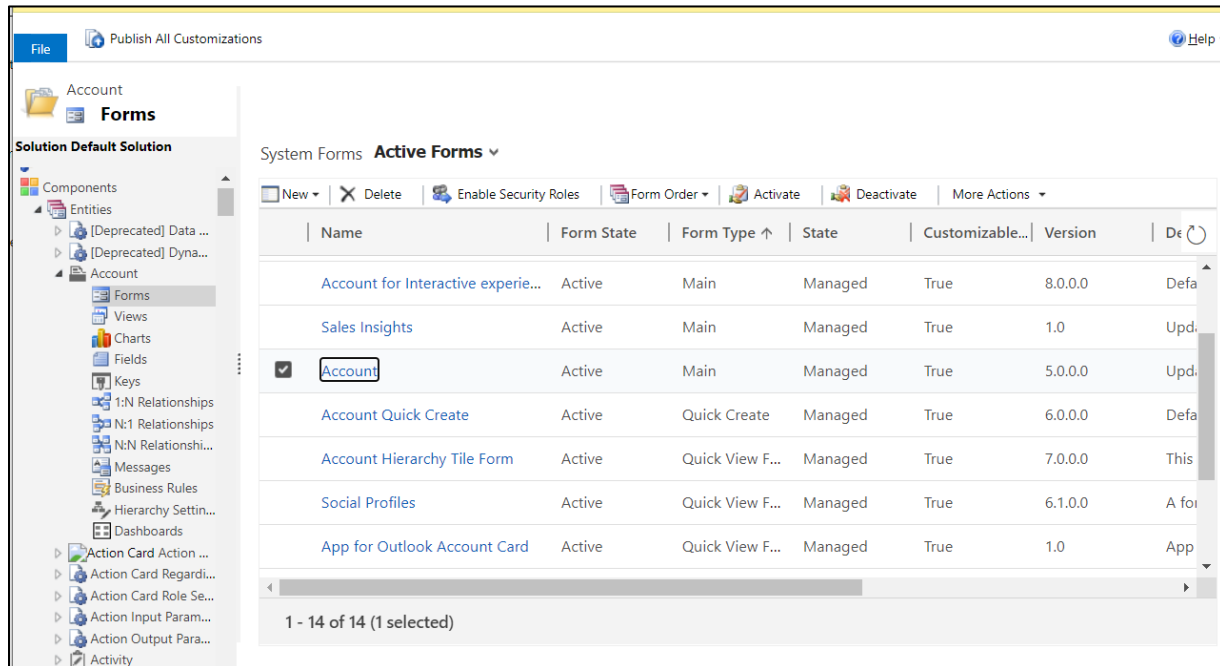 File
Publish All Customizations
Help
Account
Forms
Solution Default Solution
System Forms Active Forms
Components
Entities
[Deprecated] Data ...
[Deprecated] Dyna...
Account
Forms
Views
Charts
Fields
Keys
1:N Relationships
N:1 Relationships
N:N Relationshi...
Messages
Business Rules
Hierarchy Settin...
Dashboards
Action Card Action ...
Action Card Regardi...
Action Card Role Se...
Action Input Param...
Action Output Para...
Activity
New Delete Enable Security Roles Form Order Activate Deactivate More Actions
Name Form State Form Type State Customizable... Version De
Account for Interactive experie... Active Main Managed True 8.0.0.0 Defa
Sales Insights Active Main Managed True 1.0 Upd
Account Active Main Managed True 5.0.0.0 Upd
Account Quick Create Active Quick Create Managed True 6.0.0.0 Defa
Account Hierarchy Tile Form Active Quick View F... Managed True 7.0.0.0 This
Social Profiles Active Quick View F... Managed True 6.1.0.0 A for
App for Outlook Account Card Active Quick View F... Managed True 1.0 App
1 - 14 of 14 (1 selected)